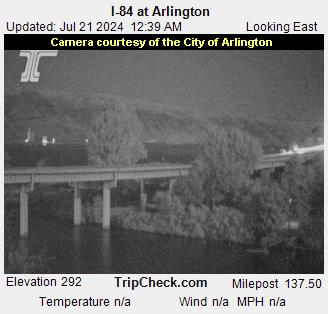 I-84 at Arlington
Updated: Jul 21 2024 12:39 AM Looking East
Camera courtesy of the City of Arlington
Elevation 292 TripCheck.com Milepost 137.50
Temperature n/a Wind n/a MPH n/a